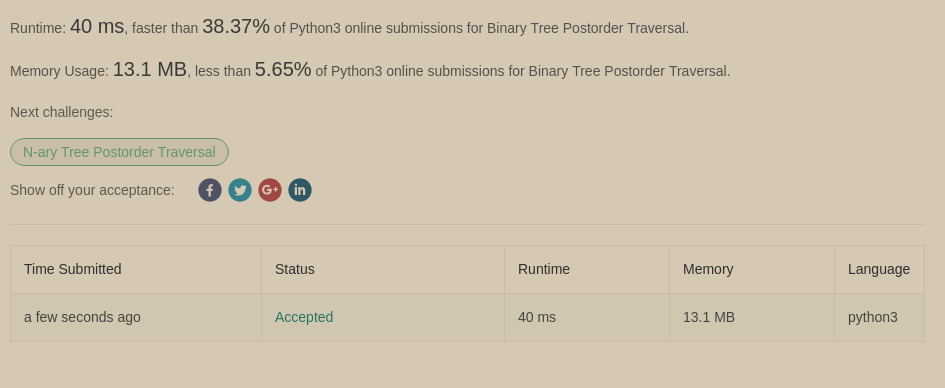 Runtime: 40 ms, faster than 38.37% of Python3 online submissions for Binary Tree Postorder Traversal.
Memory Usage: 13.1 MB, less than 5.65% of Python3 online submissions for Binary Tree Postorder Traversal.
Next challenges:
N-ary Tree Postorder Traversal
Show off your acceptance: f G+ in
Time Submitted Status Runtime Memory Language
a few seconds ago Accepted 40 ms 13.1 MB python3